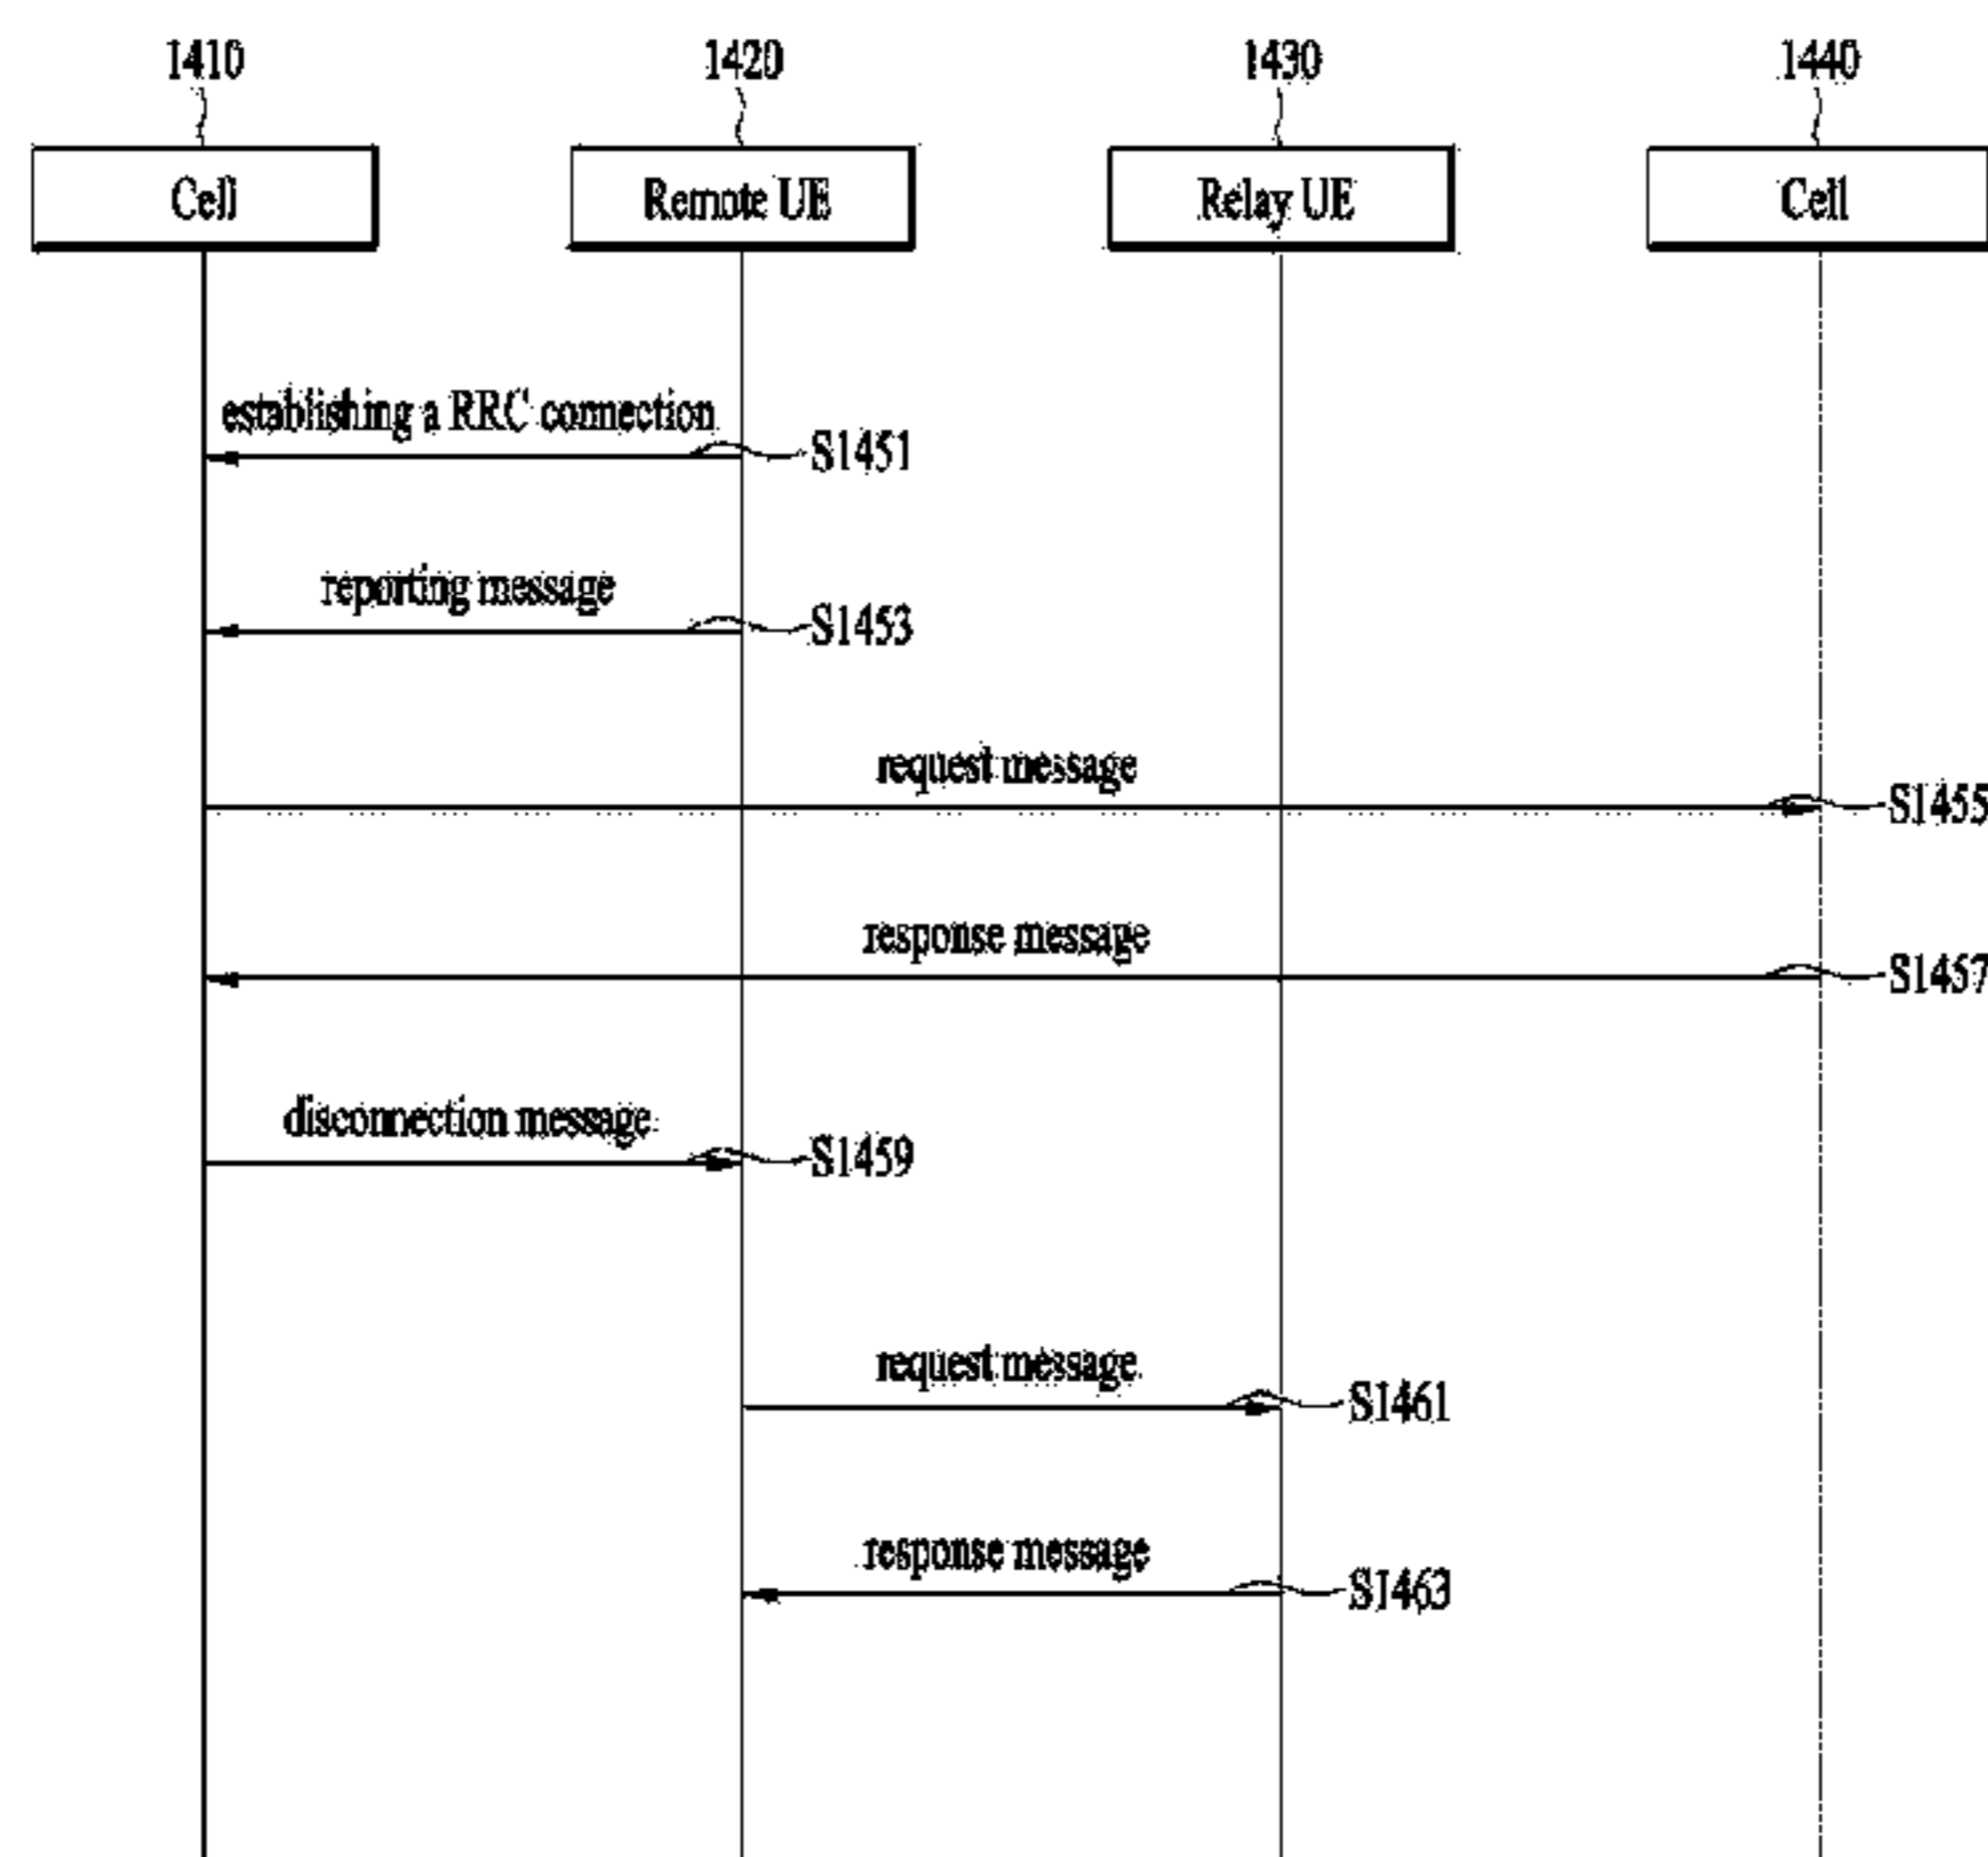 1410 1420 1430 1440
Cell Remote UE Relay UE Cell
establishing a RRC connection
S1451
reporting message
S1453
request message
S1455
response message
S1457
disconnection message
S1459
request message
S1461
response message
S1463